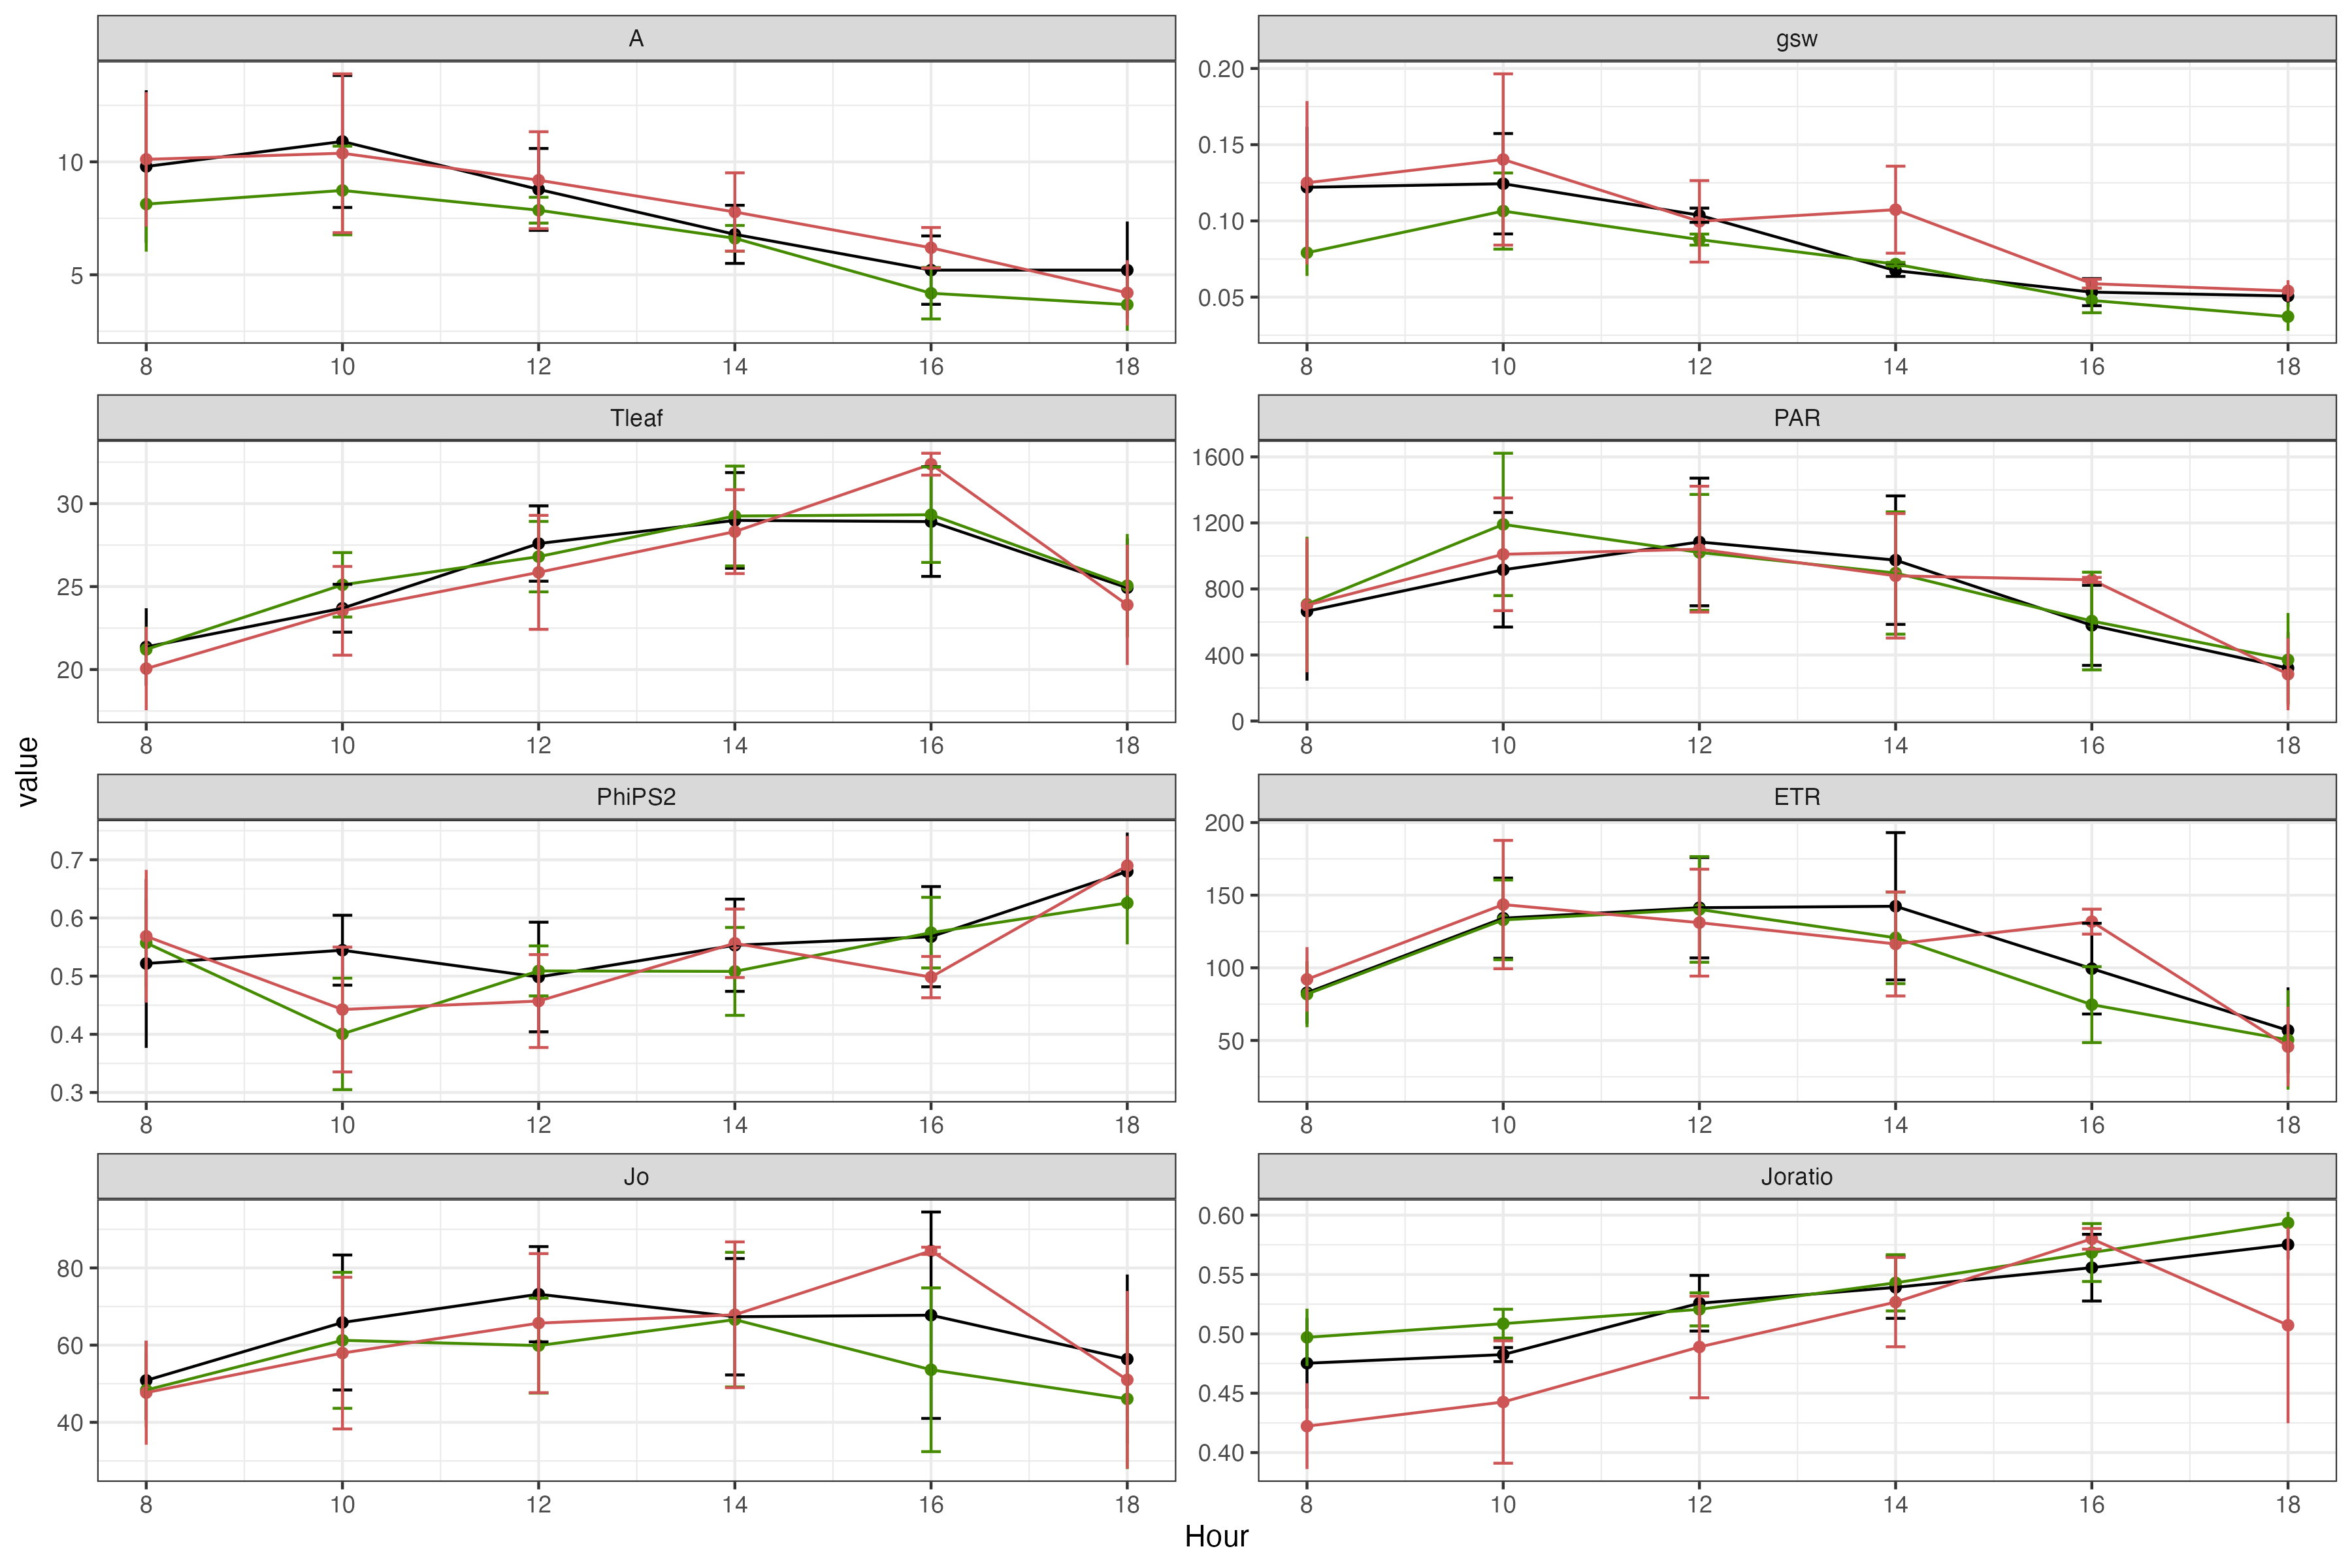 A
gsw
10
5
0.20
0.15
0.10
0.05
8 10 12 14 16 18
8 10 12 14 16 18
Tleaf
PAR
30
25
20
1600
1200
800
400
0
8 10 12 14 16 18
8 10 12 14 16 18
PhiPS2
ETR
0.7
0.6
0.5
0.4
0.3
200
150
100
50
8 10 12 14 16 18
8 10 12 14 16 18
Jo
Joratio
80
60
40
0.60
0.55
0.50
0.45
0.40
8 10 12 14 16 18
8 10 12 14 16 18
value
Hour